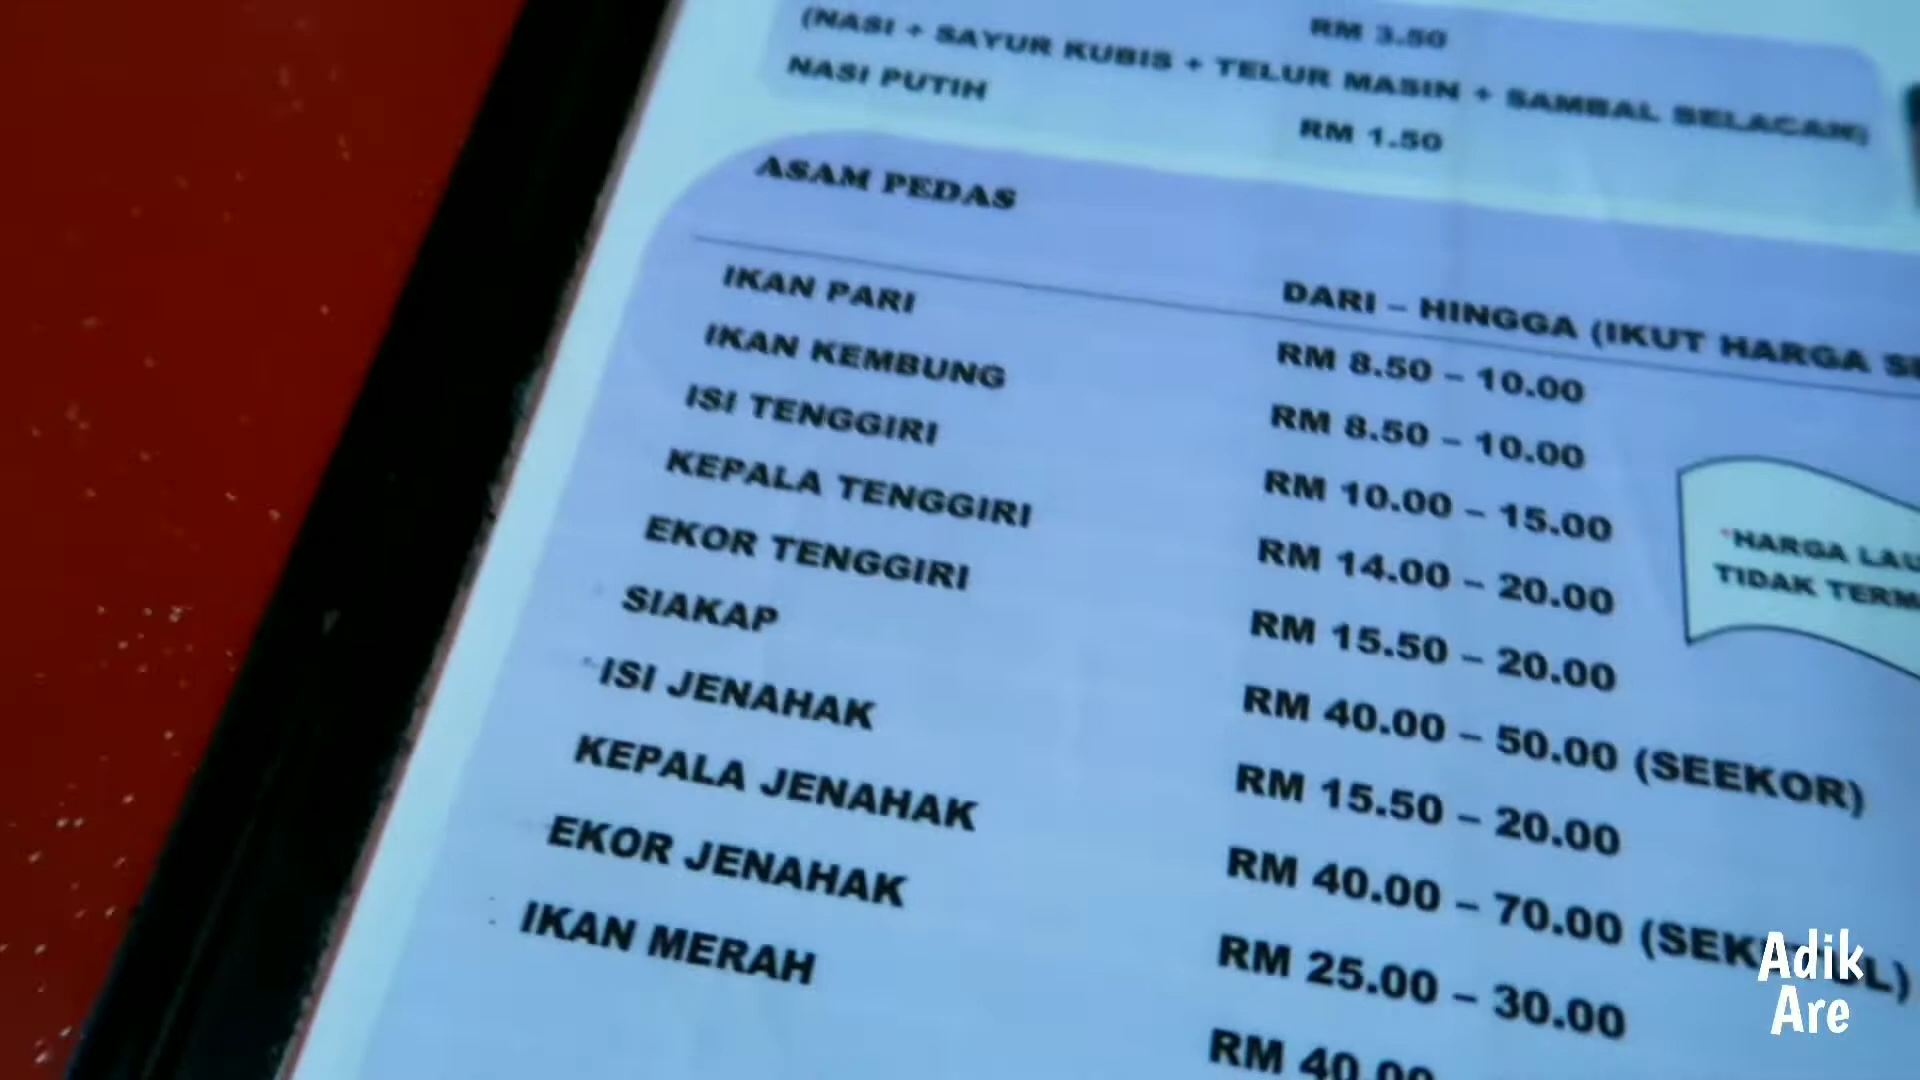 RM 3.50
(NASI + SAYUR KUBIS + TELUR MASIN + SAMBAL SELACAN)
NASI PUTIH RM 1.50
ASAM PEDAS
DARI – HINGGA (IKUT HARGA
IKAN PARI RM 8.50 – 10.00
IKAN KEMBUNG RM 8.50 – 10.00
ISI TENGGIRI RM 10.00 – 15.00
KEPALA TENGGIRI RM 14.00 – 20.00
EKOR TENGGIRI RM 15.50 – 20.00
SIAKAP RM 40.00 – 50.00 (SEEKOR)
ISI JENAHAK RM 15.50 – 20.00
KEPALA JENAHAK RM 40.00 – 70.00
EKOR JENAHAK RM 25.00 – 30.00
IKAN MERAH RM 40.00
*HARGA
TIDAK
Adik
Are